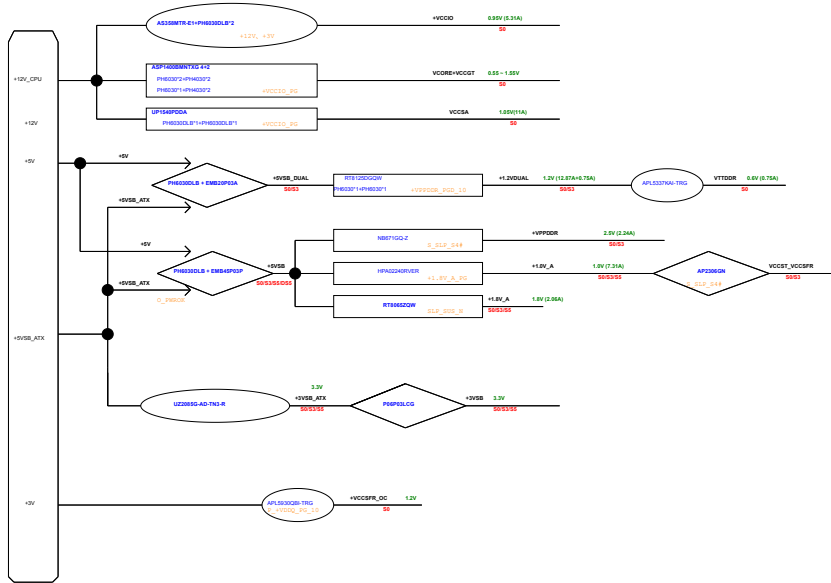 AS358MTR-E1+PH6030DLB*2
+12V, +3V
+VCCIO 0.95V (5.31A)
S0
+12V_CPU
ASP1400BMNTXG 4+2
PH6030*2+PH4030*2
PH6030*1+PH4030*2
+VCCIO_PG
VCORE+VCCGT 0.55 ~ 1.55V
S0
+12V
UP1540PDDA
PH6030DLB*1+PH6030DLB*1
+VCCIO_PG
VCCSA 1.05V(11A)
S0
+5V
+5V
PH6030DLB + EMB20P03A
+5VSB_ATX
+5VSB_DUAL
S0/S3
RT8125DGQW
PH6030*1+PH6030*1
+VPPDDR_PGD_10
+1.2VDUAL 1.2V (12.87A+0.75A)
S0/S3
APL5337KAI-TRG
VTTDDR 0.6V (0.75A)
S0
+5V
PH6030DLB + EMB45P03P
+5VSB_ATX
+5VSB
S0/S3/S5/DS5
NB671GQ-Z
+VPPDDR 2.5V (2.24A)
S0/S3
HPA02240RVER
+1.8V_A_PG
+1.0V_A 1.0V (7.31A)
S0/S3/S5
AP2306GN
VCCST_VCCSFR
S0/S3
RT8065ZQW
+1.8V_A 1.8V (2.06A)
S0/S3/S5
+5VSB_ATX
UZ2085G-AD-TN3-R
3.3V
+3VSB_ATX
S0/S3/S5
P06P03LCG
+3VSB 3.3V
S0/S3/S5
+3V
APL5930QBI-TRG
P_+VDDQ_PG_10
+VCCSFR_OC 1.2V
S0